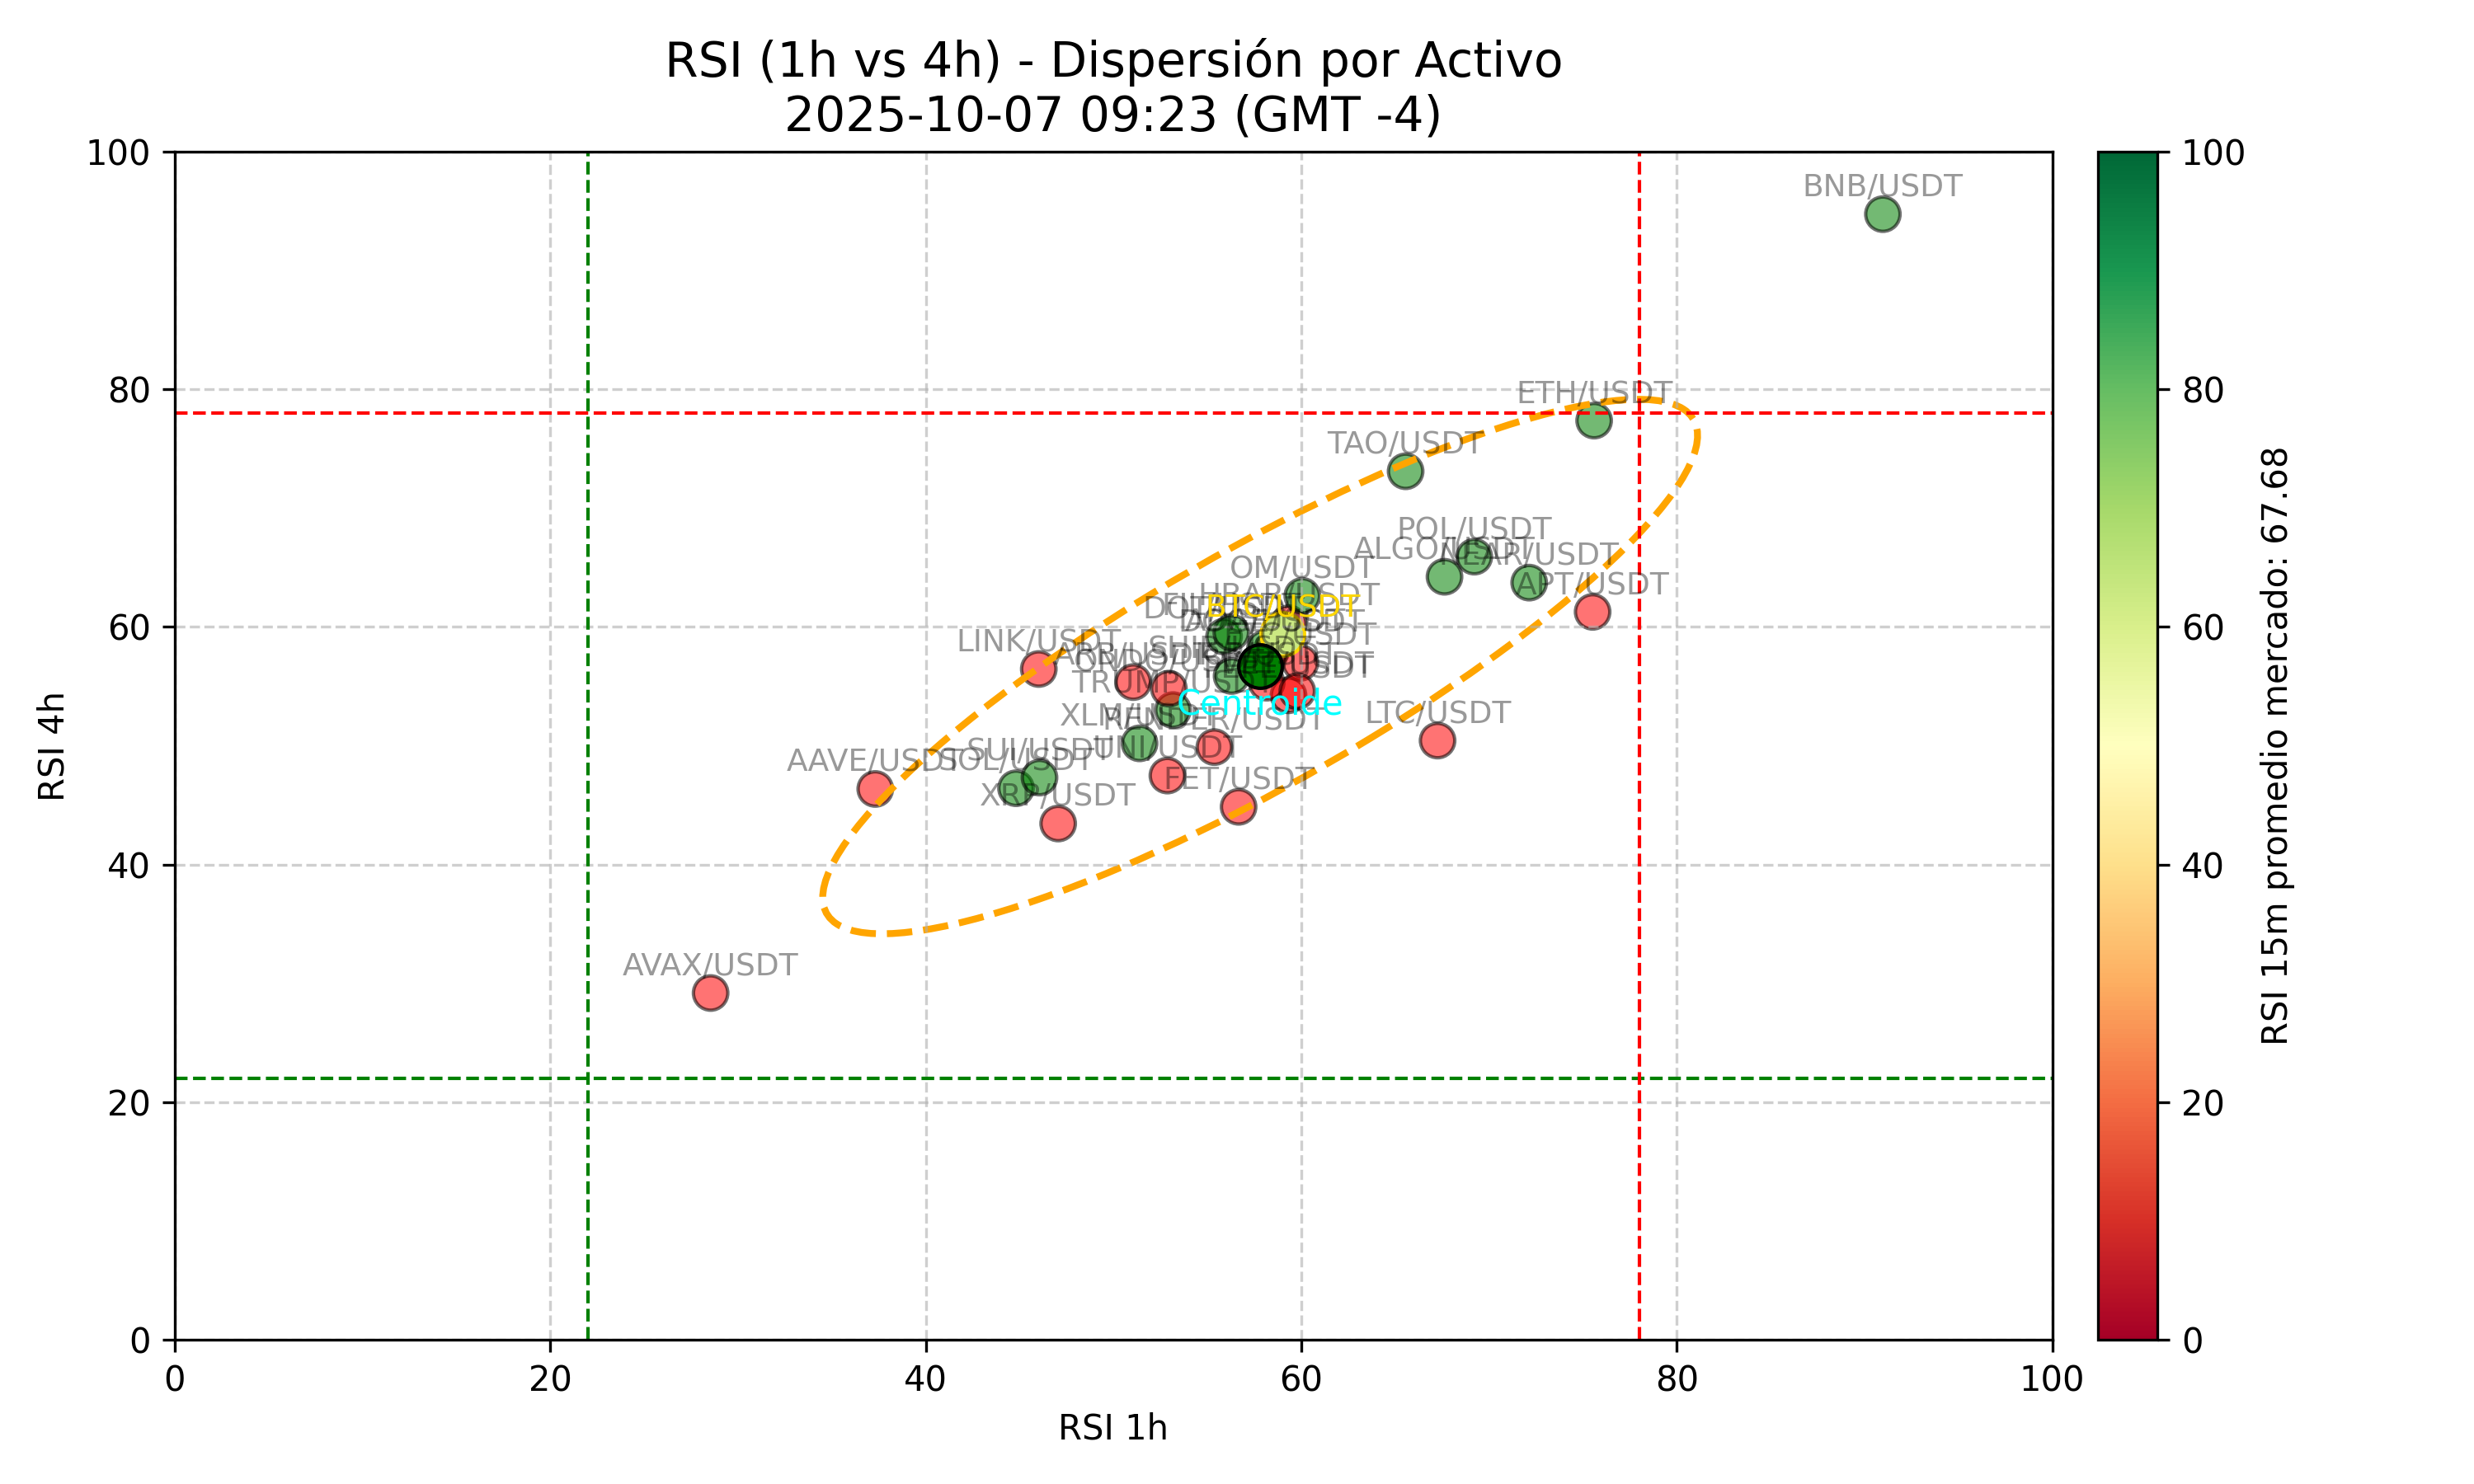 RSI (1h vs 4h) - Dispersión por Activo
2025-10-07 09:23 (GMT -4)
100
80
60
40
20
0
RSI 4h
0
20
40
60
80
100
RSI 1h
BNB/USDT
ETH/USDT
TAO/USDT
POL/USDT
ALGO/USDT
NEAR/USDT
APT/USDT
OM/USDT
HBAR/USDT
BTC/USDT
LINK/USDT
TRUMP/USDT
Centroide
XLM/USDT
RENDER/USDT
LTC/USDT
SUI/USDT
UNI/USDT
AAVE/USDT
SOL/USDT
FET/USDT
XRP/USDT
AVAX/USDT
100
80
60
40
20
0
RSI 15m promedio mercado: 67.68